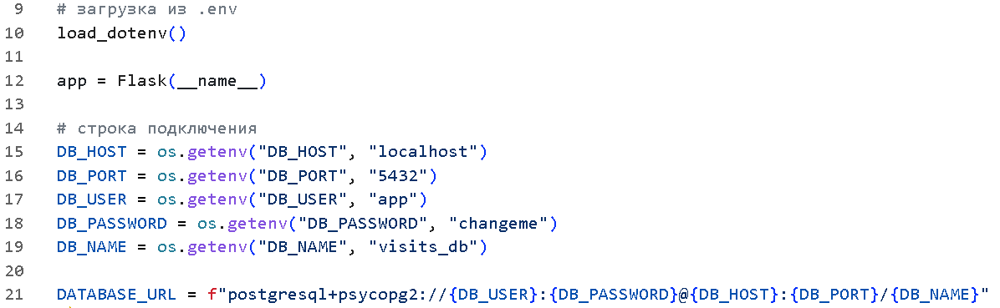 9 # загрузка из .env
10 load_dotenv()
11
12 app = Flask(__name__)
13
14 # строка подключения
15 DB_HOST = os.getenv("DB_HOST", "localhost")
16 DB_PORT = os.getenv("DB_PORT", "5432")
17 DB_USER = os.getenv("DB_USER", "app")
18 DB_PASSWORD = os.getenv("DB_PASSWORD", "changeme")
19 DB_NAME = os.getenv("DB_NAME", "visits_db")
20
21 DATABASE_URL = f"postgresql+psycopg2://{DB_USER}:{DB_PASSWORD}@{DB_HOST}:{DB_PORT}/{DB_NAME}"